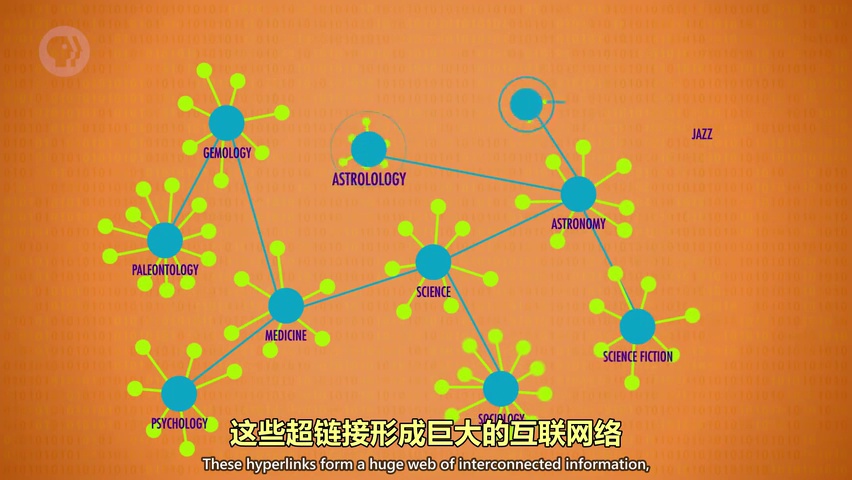 JAZZ
GEMOLOGY
ASTROLOLOGY
ASTRONOMY
PALEONTOLOGY
SCIENCE
MEDICINE
SCIENCE FICTION
PSYCHOLOGY
SOCIOLOGY
这些超链接形成巨大的互联网络
These hyperlinks form a huge web of interconnected information,